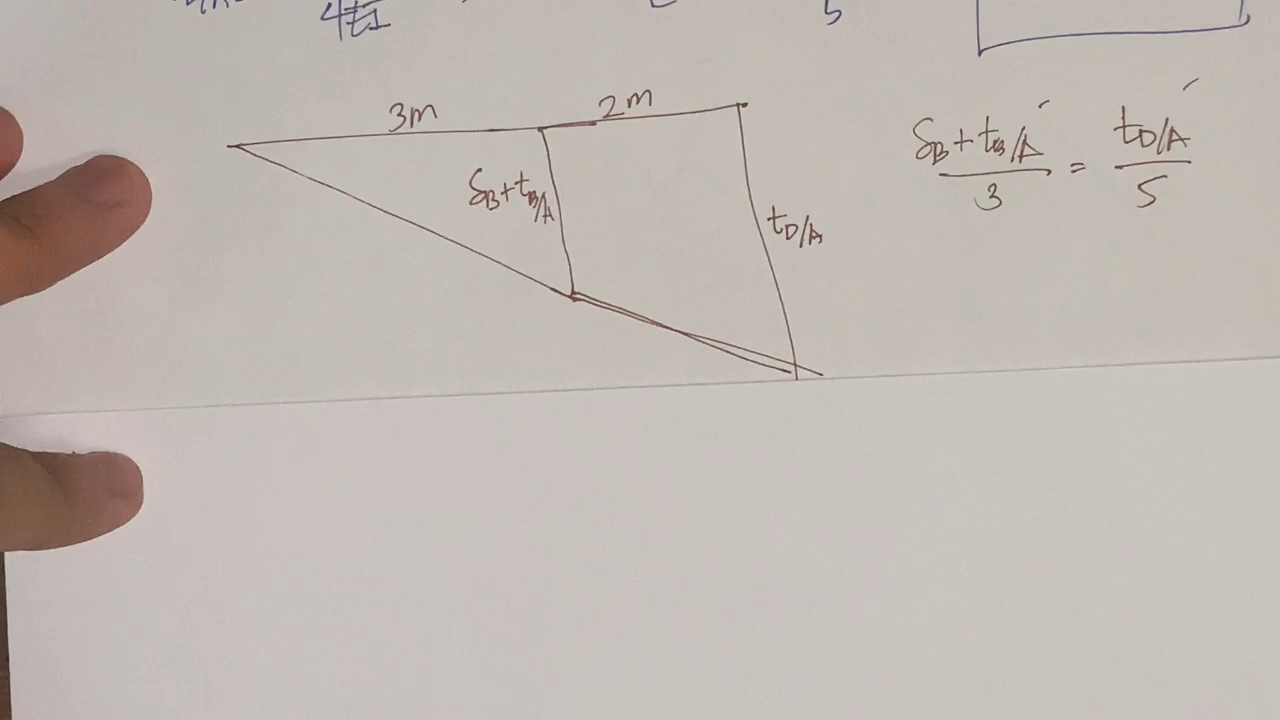 4EI
5
3m 2m
δB+tB/A
tD/A
δB+tB/A / 3 = tD/A / 5